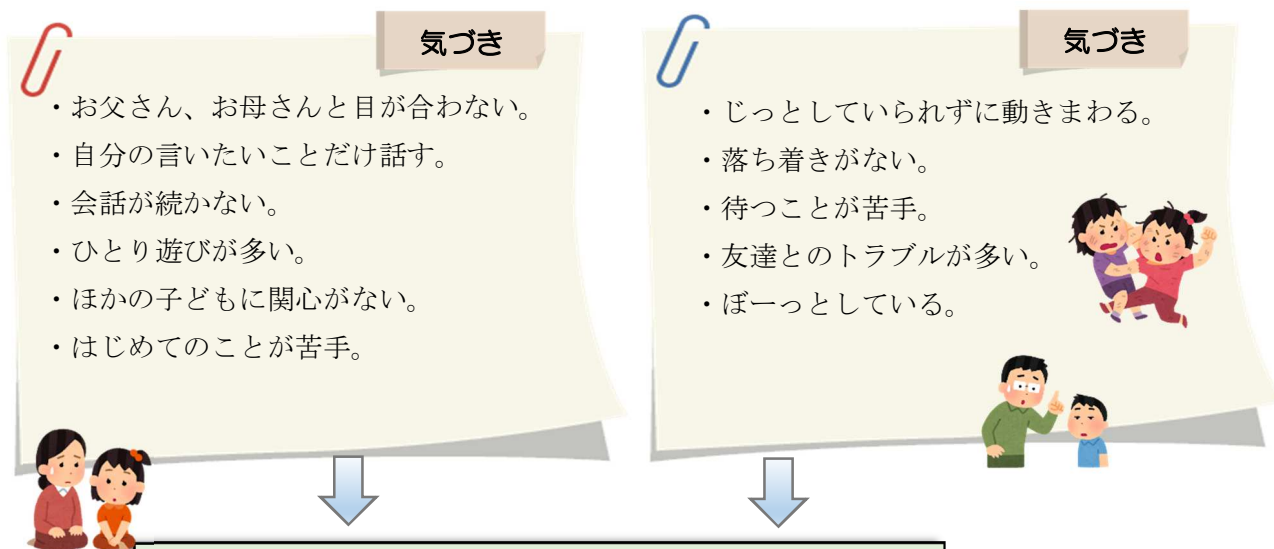 気づき
・お父さん、お母さんと目が合わない。
・自分の言いたいことだけ話す。
・会話が続かない。
・ひとり遊びが多い。
・ほかの子どもに関心がない。
・はじめてのことが苦手。
気づき
・じっとしていられずに動きまわる。
・落ち着きがない。
・待つことが苦手。
・友達とのトラブルが多い。
・ぼーっとしている。